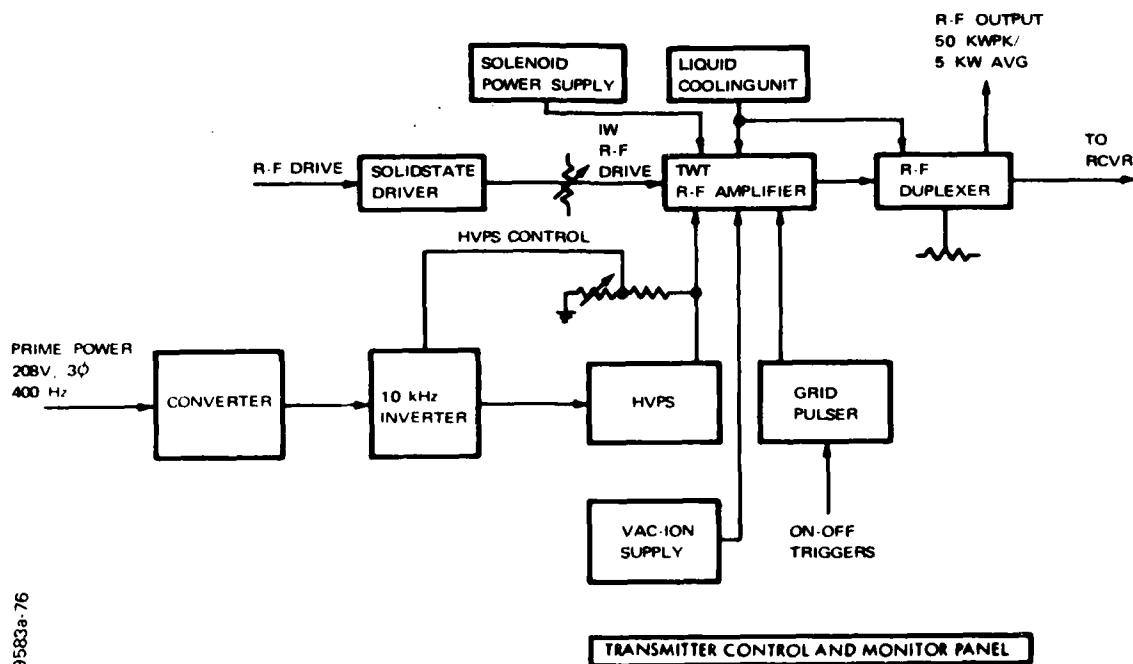 R-F OUTPUT
50 KWPK/
5 KW AVG
SOLENOID
POWER SUPPLY
LIQUID
COOLINGUNIT
TO
RCVR
R-F DRIVE
SOLIDSTATE
DRIVER
IW
R-F
DRIVE
TWT
R-F AMPLIFIER
R-F
DUPLEXER
HVPS CONTROL
PRIME POWER
208V, 3φ
400 Hz
CONVERTER
10 kHz
INVERTER
HVPS
GRID
PULSER
VAC-ION
SUPPLY
ON-OFF
TRIGGERS
TRANSMITTER CONTROL AND MONITOR PANEL
9583a-76